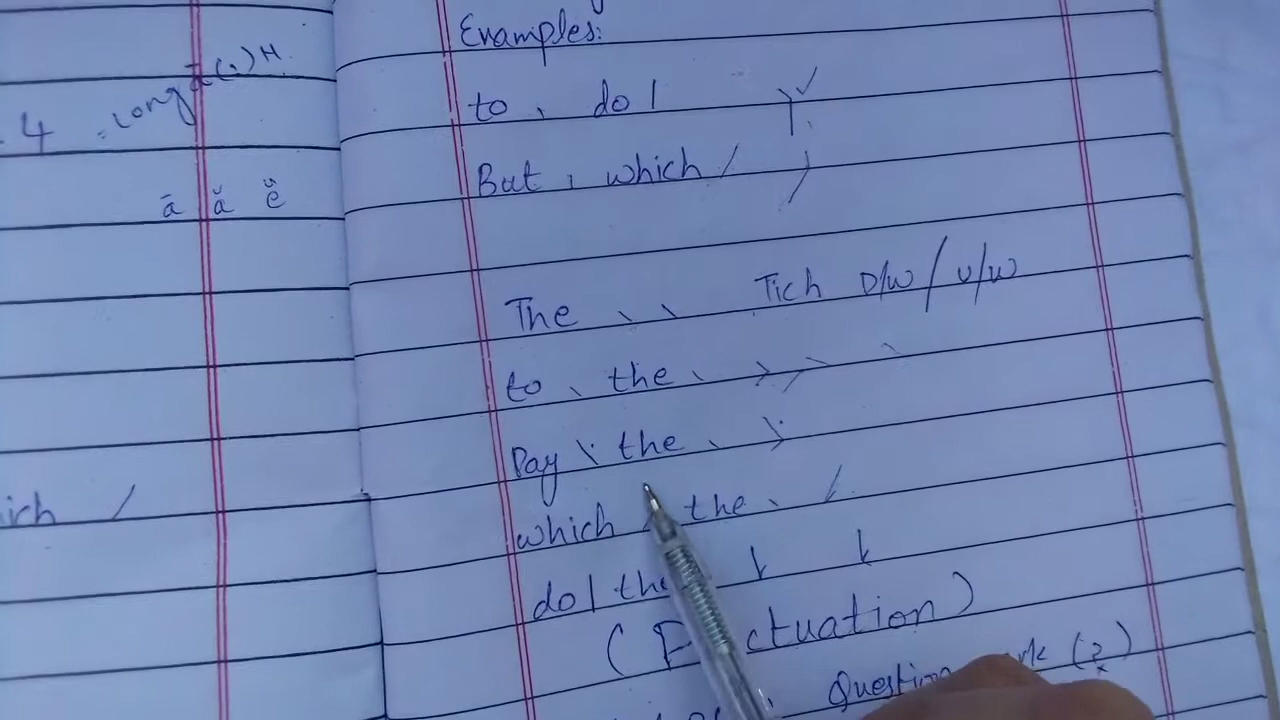 4 . Long ā (.) H.
ā ă ĕ
ich /
Examples:
to \ , do |
But , which /
The \ \ Tich D/w / U/w
to \ the \
Pay \ the \
which / the \ /
do | the
( P ctuation )
Question ark (?)